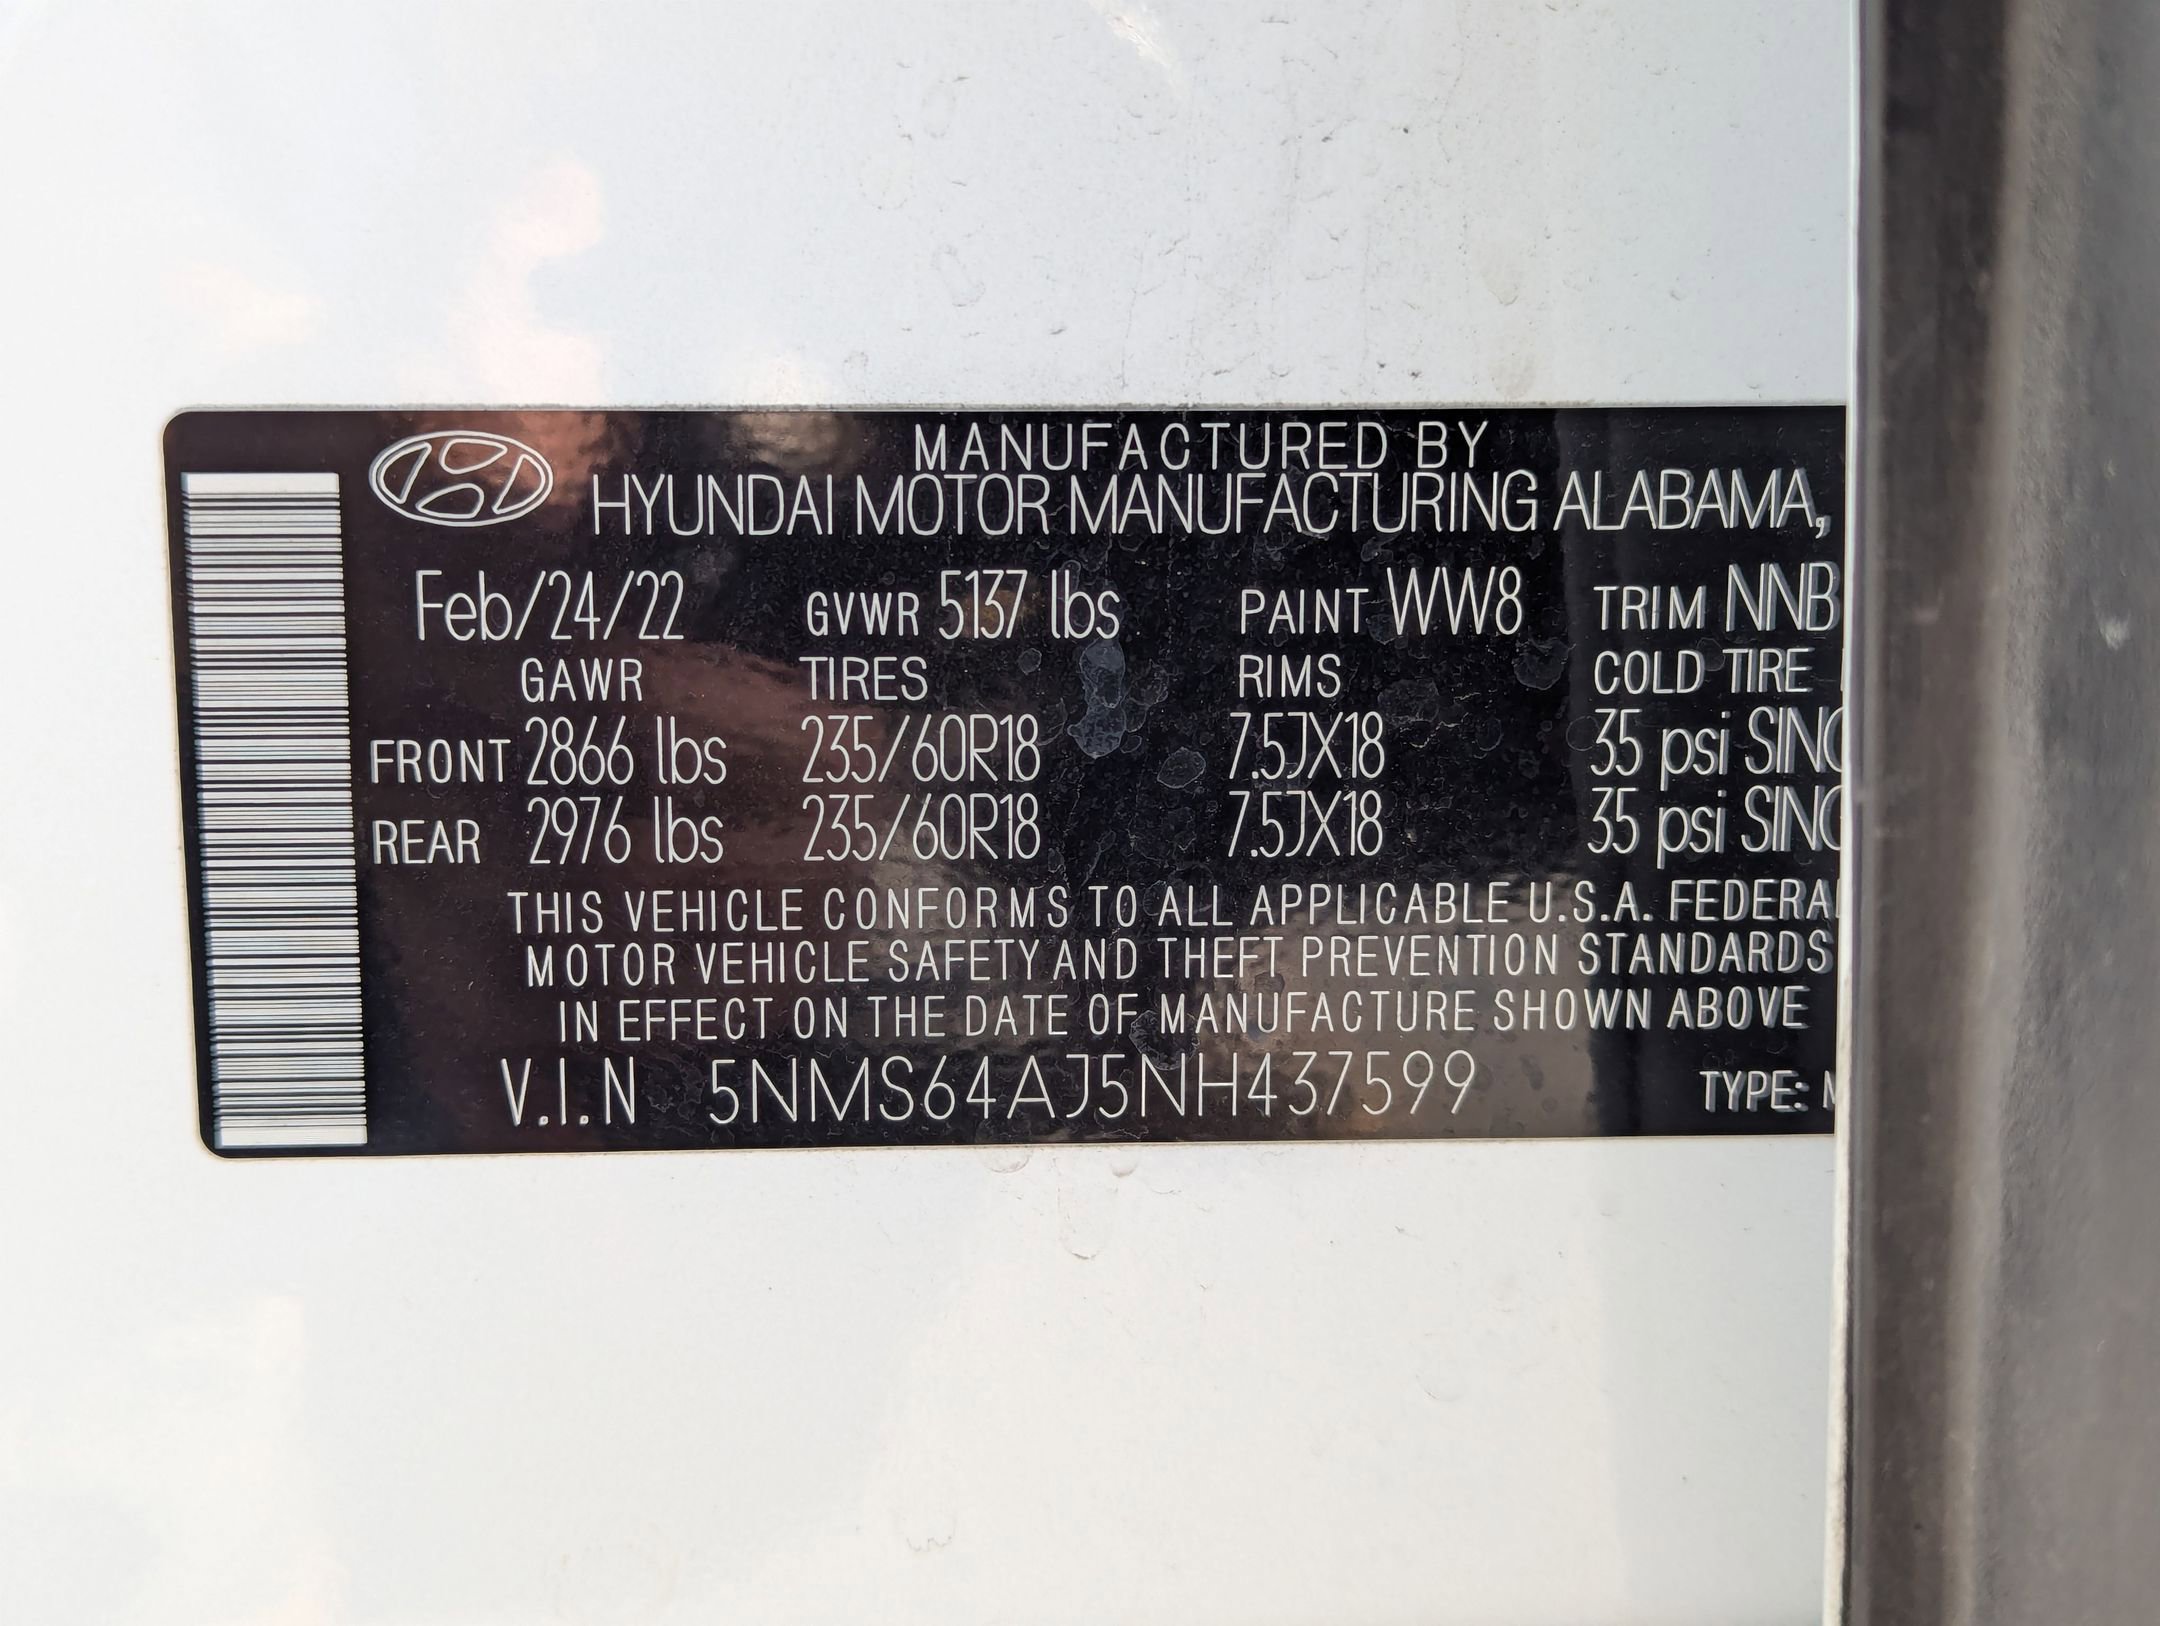 MANUFACTURED BY
HYUNDAI MOTOR MANUFACTURING ALABAMA,
Feb/24/22 GVWR 5137 lbs PAINT WW8 TRIM NNB
GAWR TIRES RIMS COLD TIRE
FRONT 2866 lbs 235/60R18 7.5JX18 35 psi
REAR 2976 lbs 235/60R18 7.5JX18 35 psi
THIS VEHICLE CONFORMS TO ALL APPLICABLE U.S.A. FEDERAL
MOTOR VEHICLE SAFETY AND THEFT PREVENTION STANDARDS
IN EFFECT ON THE DATE OF MANUFACTURE SHOWN ABOVE
V.I.N 5NMS64AJ5NH437599 TYPE: